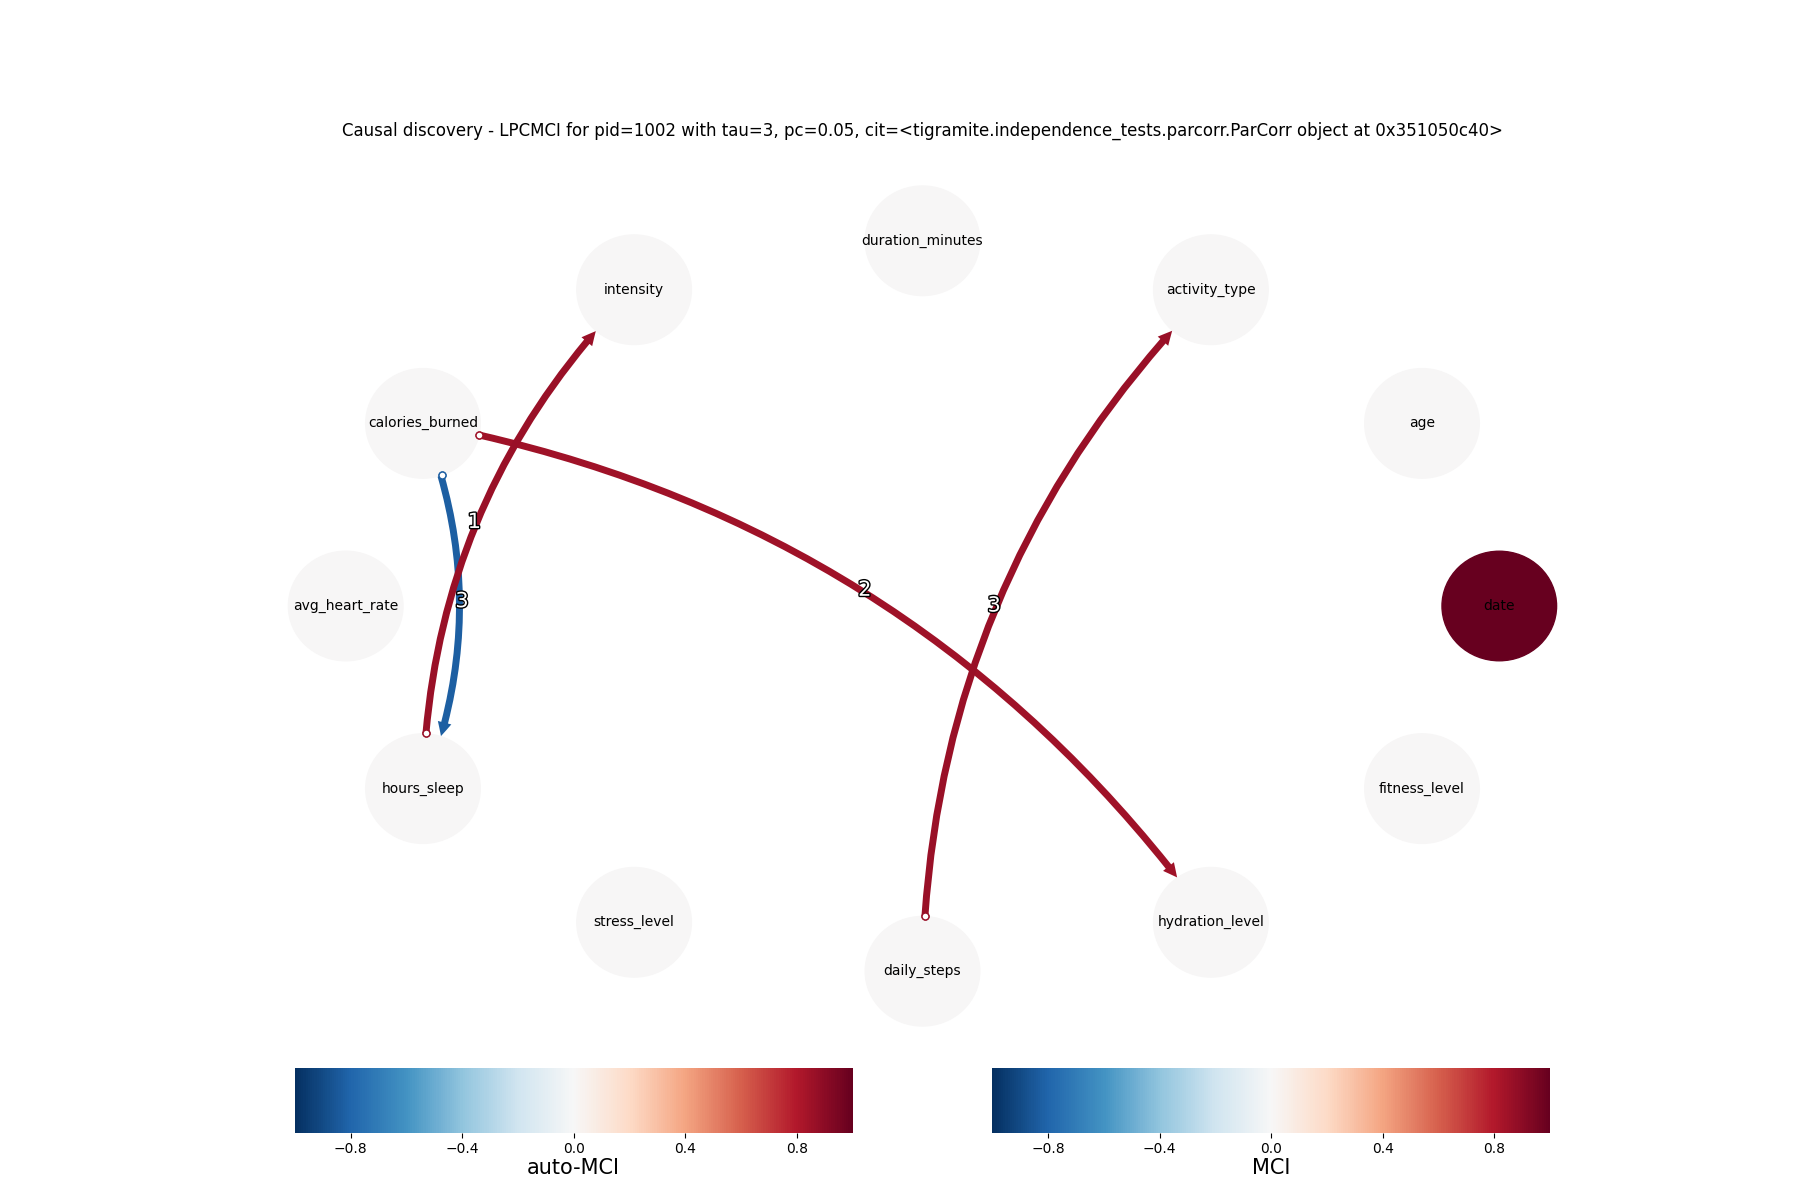 Causal discovery - LPCMCI for pid=1002 with tau=3, pc=0.05, cit=<tigramite.independence_tests.parcorr.ParCorr object at 0x351050c40>
duration_minutes
intensity
activity_type
calories_burned
age
1
2
3
3
avg_heart_rate
date
hours_sleep
fitness_level
stress_level
hydration_level
daily_steps
−0.8 −0.4 0.0 0.4 0.8
auto-MCI
−0.8 −0.4 0.0 0.4 0.8
MCI